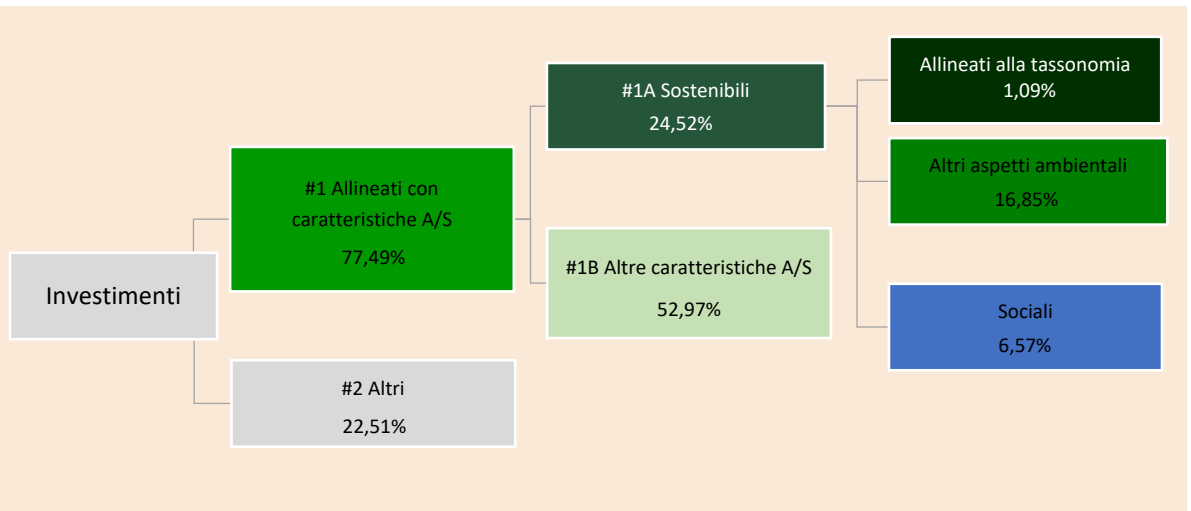 Investimenti
#1 Allineati con
caratteristiche A/S
77,49%
#2 Altri
22,51%
#1A Sostenibili
24,52%
#1B Altre caratteristiche A/S
52,97%
Allineati alla tassonomia
1,09%
Altri aspetti ambientali
16,85%
Sociali
6,57%